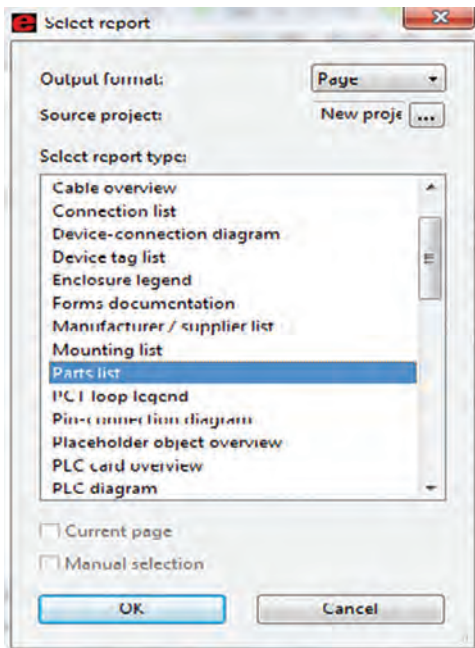 Select report
Output format:
Page
Source project:
New proje ...
Select report type:
Cable overview
Connection list
Device-connection diagram
Device tag list
Enclosure legend
Forms documentation
Manufacturer / supplier list
Mounting list
Parts list
PCT loop legend
Pin-connection diagram
Placeholder object overview
PLC card overview
PLC diagram
Current page
Manual selection
OK
Cancel